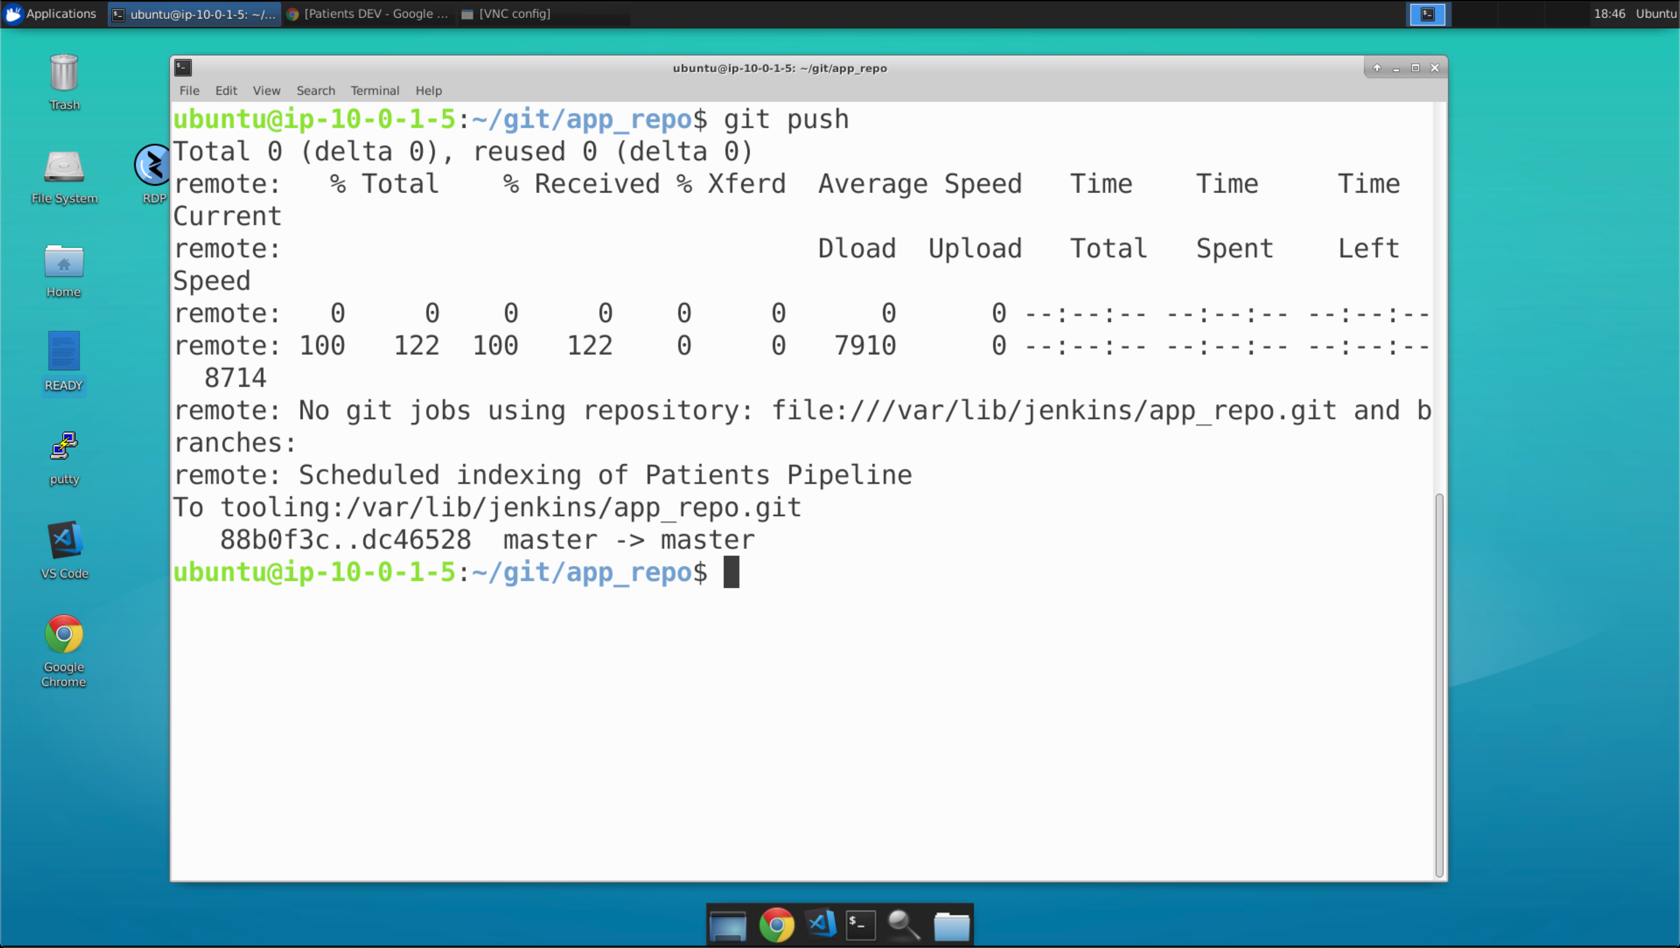 Applications
ubuntu@ip-10-0-1-5: ~/...
[Patients DEV - Google ...
[VNC config]
18:46 Ubuntu
Trash
File System
RDP
Home
READY
putty
VS Code
Google
Chrome
ubuntu@ip-10-0-1-5: ~/git/app_repo
File Edit View Search Terminal Help
ubuntu@ip-10-0-1-5:~/git/app_repo$ git push
Total 0 (delta 0), reused 0 (delta 0)
remote:   % Total    % Received % Xferd  Average Speed   Time    Time     Time
Current
remote:                                  Dload  Upload   Total   Spent    Left
Speed
remote:   0     0    0     0    0     0      0      0 --:--:-- --:--:-- --:--:--
remote: 100   122  100   122    0     0   7910      0 --:--:-- --:--:-- --:--:--
  8714
remote: No git jobs using repository: file:///var/lib/jenkins/app_repo.git and b
ranches:
remote: Scheduled indexing of Patients Pipeline
To tooling:/var/lib/jenkins/app_repo.git
   88b0f3c..dc46528  master -> master
ubuntu@ip-10-0-1-5:~/git/app_repo$